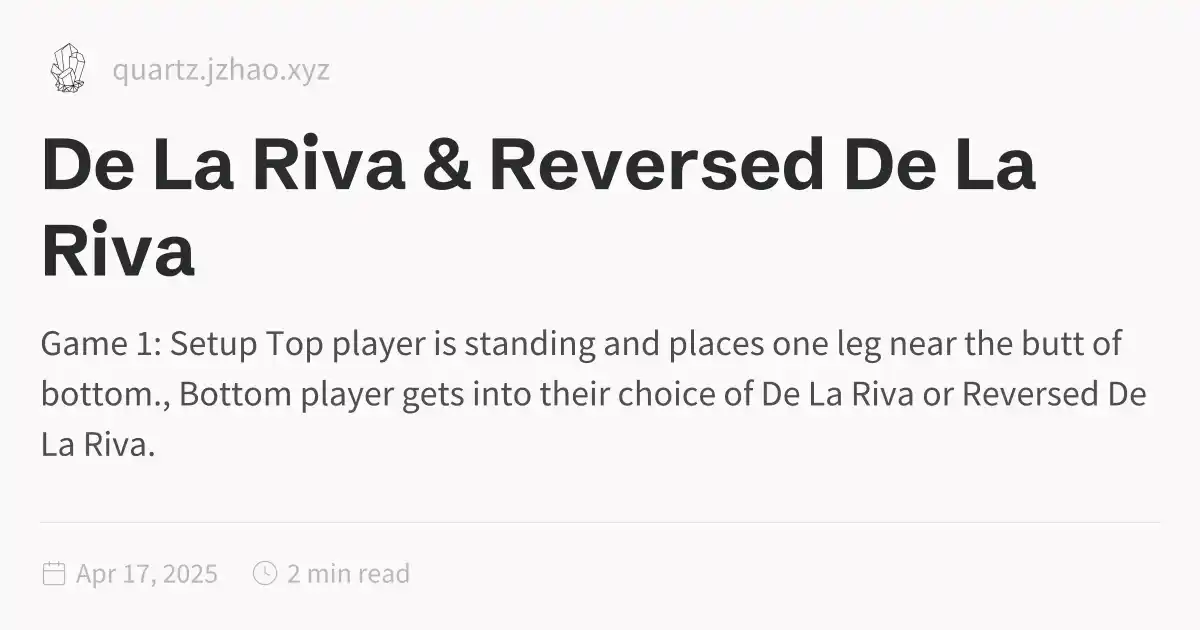 quartz.jzhao.xyz
De La Riva & Reversed De La
Riva
Game 1: Setup Top player is standing and places one leg near the butt of
bottom., Bottom player gets into their choice of De La Riva or Reversed De
La Riva.
Apr 17, 2025 2 min read